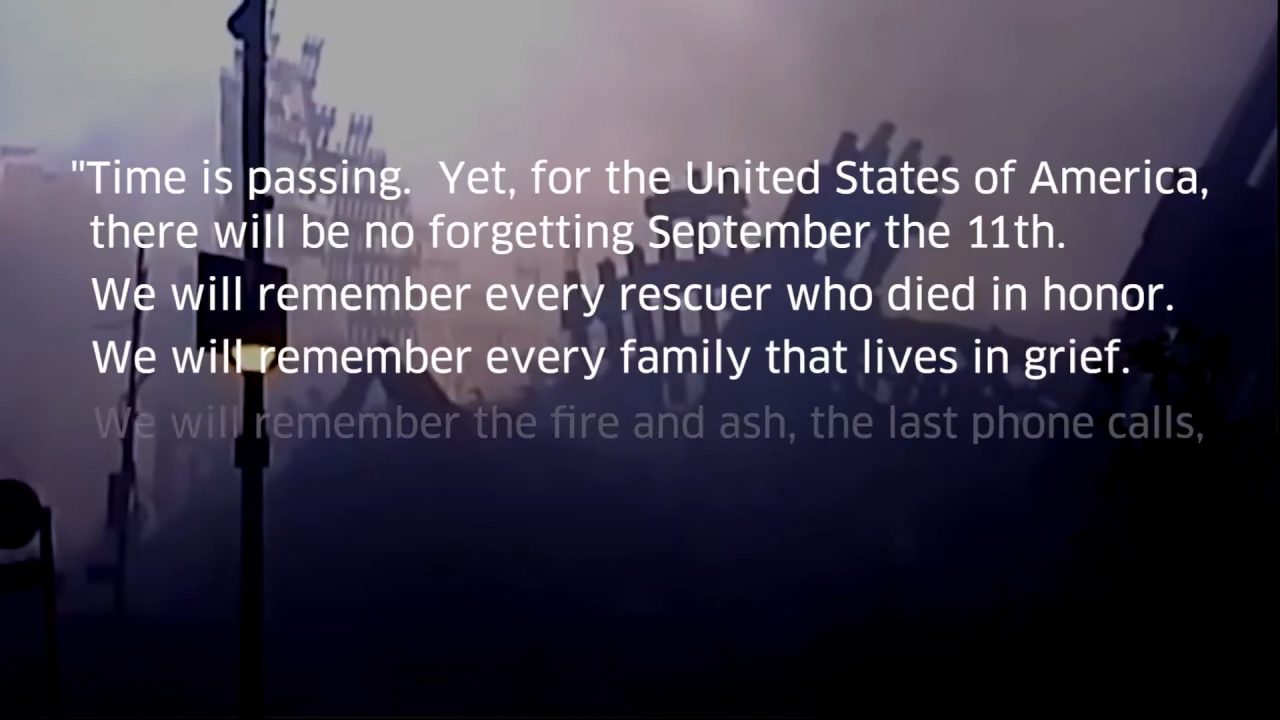 "Time is passing.  Yet, for the United States of America,
there will be no forgetting September the 11th.
We will remember every rescuer who died in honor.
We will remember every family that lives in grief.
We will remember the fire and ash, the last phone calls,